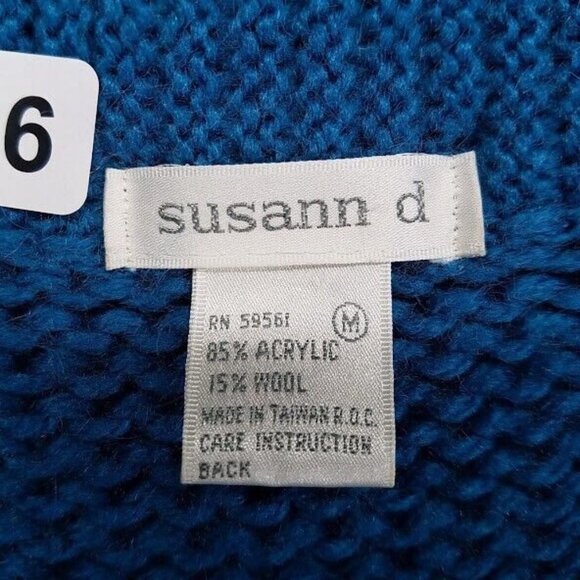 6
susann d
RN 59561 M
85% ACRYLIC
15% WOOL
MADE IN TAIWAN R.O.C.
CARE INSTRUCTION
BACK